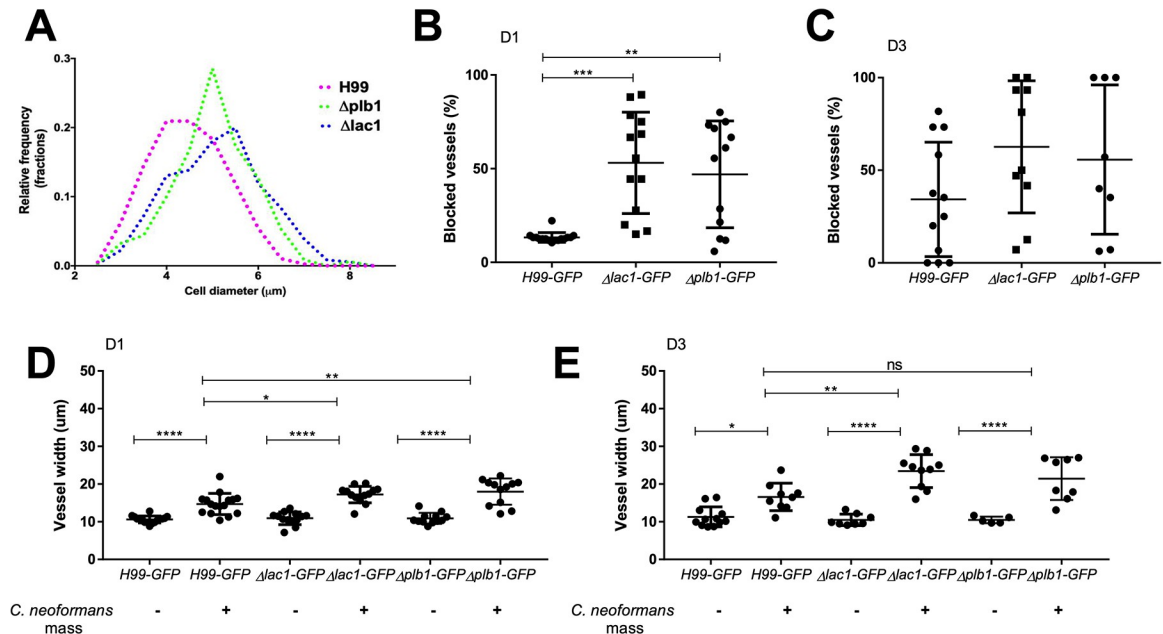 A
0.3
0.2
0.1
0.0
2
4
6
8
Relative frequency
(fractions)
Cell diameter (μm)
H99
Δplb1
Δlac1
B
D1
**
***
100
50
0
Blocked vessels (%)
H99-GFP
Δlac1-GFP
Δplb1-GFP
C
D3
100
50
0
Blocked vessels (%)
H99-GFP
Δlac1-GFP
Δplb1-GFP
D
D1
50
40
30
20
10
0
Vessel width (um)
**
*
****
****
****
H99-GFP H99-GFP Δlac1-GFP Δlac1-GFP Δplb1-GFP Δplb1-GFP
C. neoformans - + - + - +
mass
E
D3
50
40
30
20
10
0
Vessel width (um)
ns
**
*
****
****
H99-GFP H99-GFP Δlac1-GFP Δlac1-GFP Δplb1-GFP Δplb1-GFP
C. neoformans - + - + - +
mass